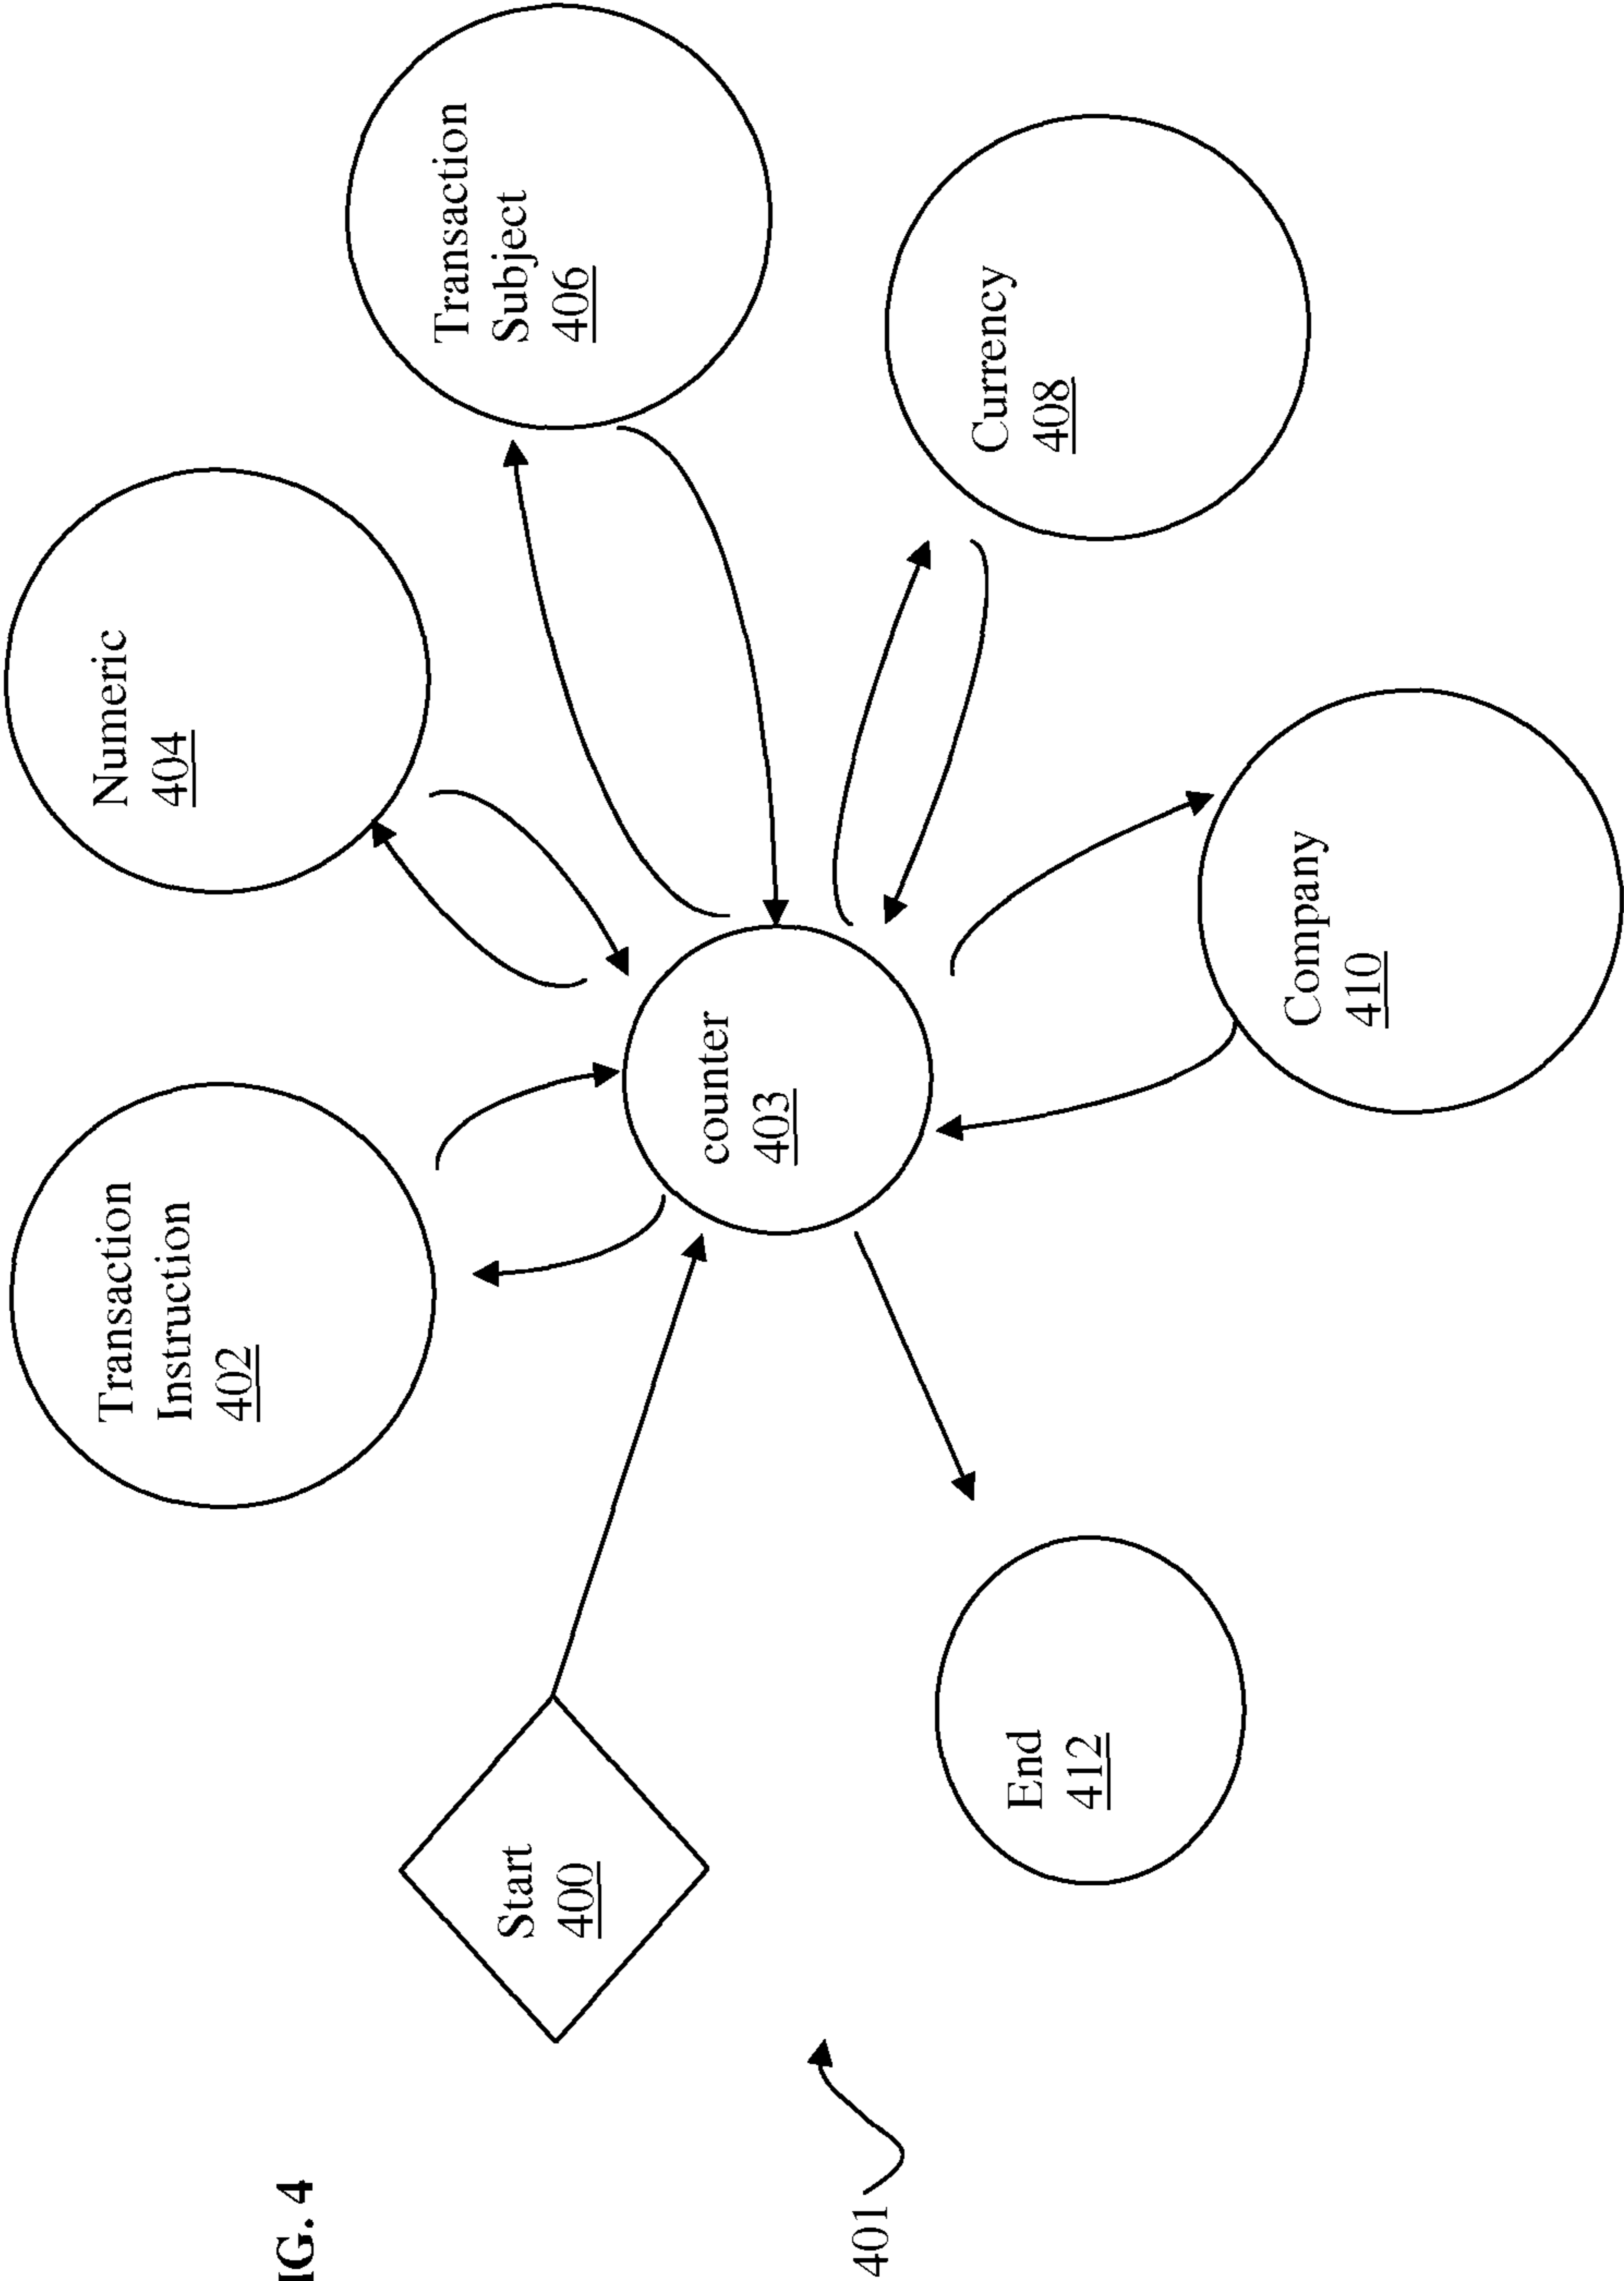 IG. 4
Transaction
Instruction
402
Numeric
404
Transaction
Subject
406
Start
400
counter
403
Currency
408
End
412
Company
410
401